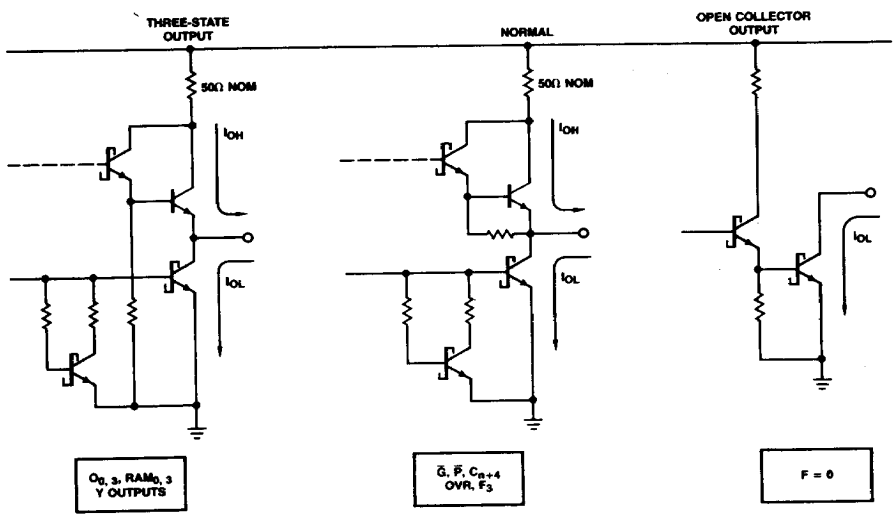 THREE-STATE
OUTPUT
NORMAL
OPEN COLLECTOR
OUTPUT
50Ω NOM
50Ω NOM
IOH
IOH
IOL
IOL
IOL
Q0, 3, RAM0, 3
Y OUTPUTS
G̅, P̅, Cn+4
OVR, F3
F = 0